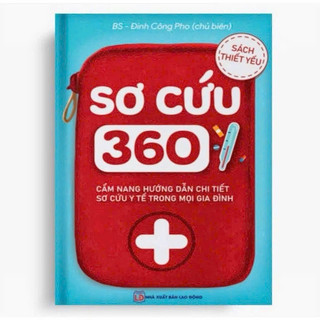 BS - Đinh Công Pho (chủ biên)
SÁCH
THIẾT YẾU
SƠ CỨU
360
CẨM NANG HƯỚNG DẪN CHI TIẾT
SƠ CỨU Y TẾ TRONG MỌI GIA ĐÌNH
NHÀ XUẤT BẢN LAO ĐỘNG